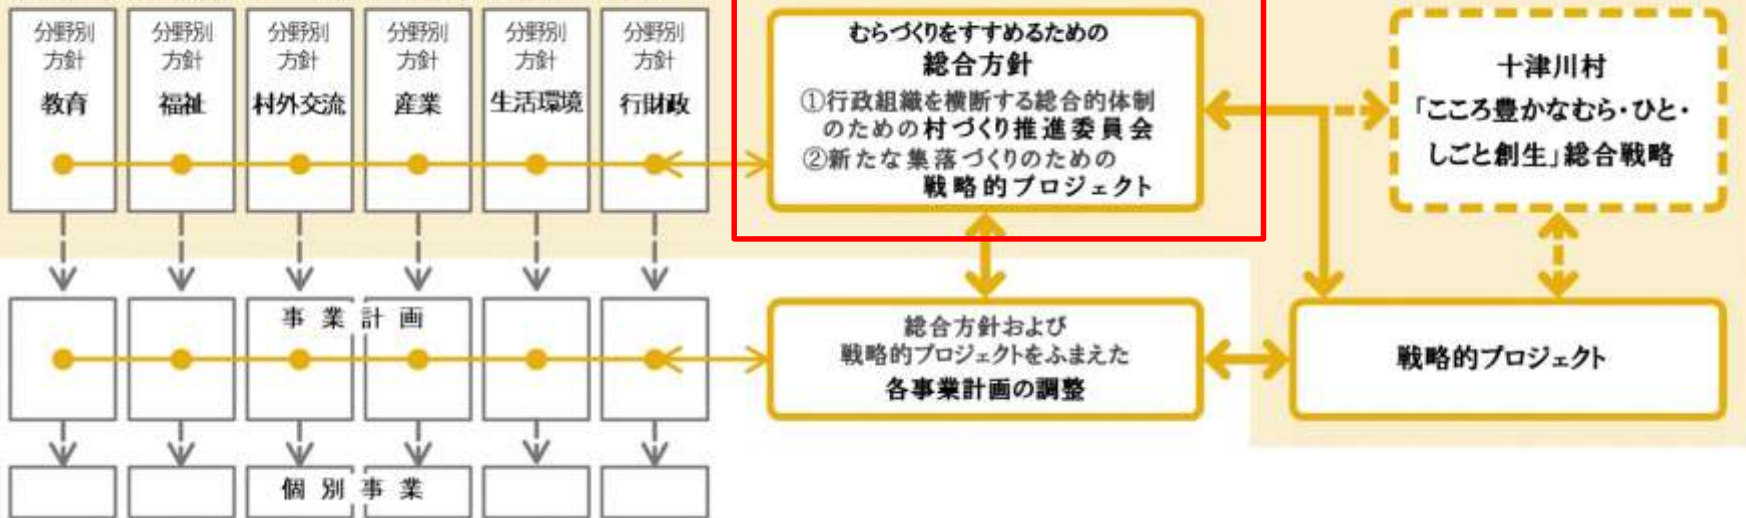 分野別
方針
教育
分野別
方針
福祉
分野別
方針
村外交流
分野別
方針
産業
分野別
方針
生活環境
分野別
方針
行財政
むらづくりをすすめるための
総合方針
①行政組織を横断する総合的体制
のための村づくり推進委員会
②新たな集落づくりのための
戦略的プロジェクト
十津川村
「こころ豊かなむら・ひと・
しごと創生」総合戦略
事業計画
総合方針および
戦略的プロジェクトをふまえた
各事業計画の調整
戦略的プロジェクト
個別事業